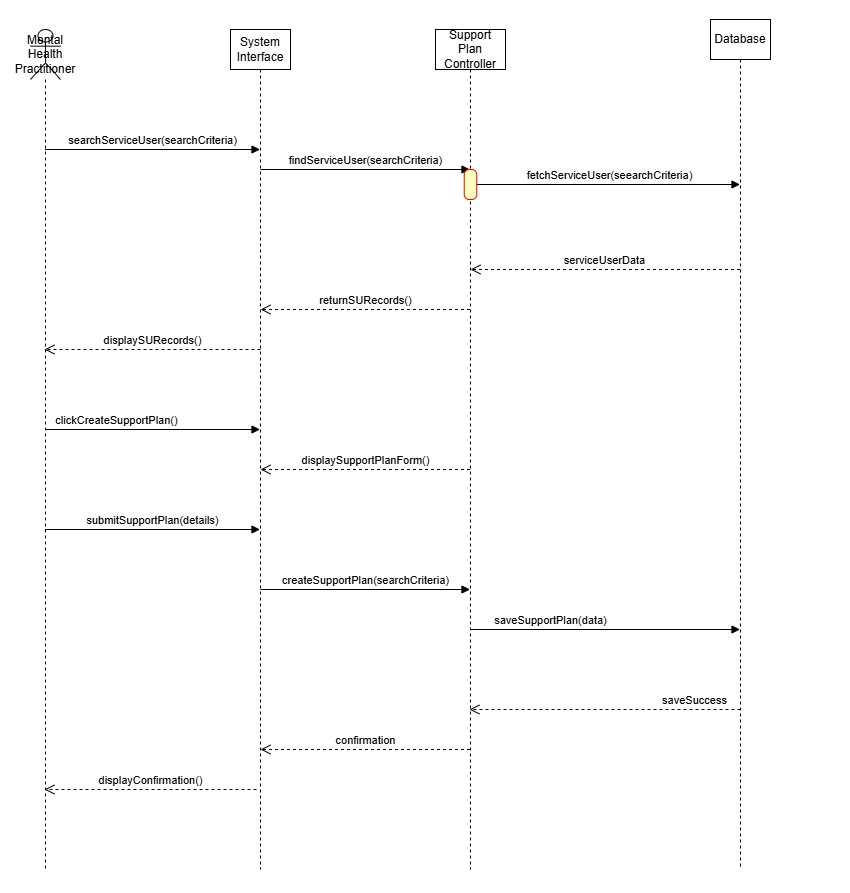 Mental
Health
Practitioner
System
Interface
Support
Plan
Controller
Database
searchServiceUser(searchCriteria)
findServiceUser(searchCriteria)
fetchServiceUser(seearchCriteria)
serviceUserData
returnSURecords()
displaySURecords()
clickCreateSupportPlan()
displaySupportPlanForm()
submitSupportPlan(details)
createSupportPlan(searchCriteria)
saveSupportPlan(data)
saveSuccess
confirmation
displayConfirmation()